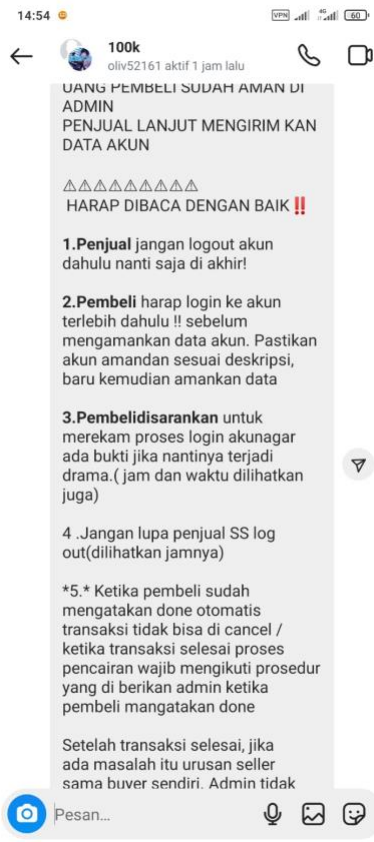 14:54
VPN 4G 60
100k
oliv52161 aktif 1 jam lalu
UANG PEMBELI SUDAH AMAN DI
ADMIN
PENJUAL LANJUT MENGIRIM KAN
DATA AKUN
⚠⚠⚠⚠⚠⚠⚠⚠⚠
HARAP DIBACA DENGAN BAIK ‼️
1.Penjual jangan logout akun
dahulu nanti saja di akhir!
2.Pembeli harap login ke akun
terlebih dahulu !! sebelum
mengamankan data akun. Pastikan
akun amandan sesuai deskripsi,
baru kemudian amankan data
3.Pembelidisarankan untuk
merekam proses login akunagar
ada bukti jika nantinya terjadi
drama.( jam dan waktu dilihatkan
juga)
4 .Jangan lupa penjual SS log
out(dilihatkan jamnya)
*5.* Ketika pembeli sudah
mengatakan done otomatis
transaksi tidak bisa di cancel /
ketika transaksi selesai proses
pencairan wajib mengikuti prosedur
yang di berikan admin ketika
pembeli mangatakan done
Setelah transaksi selesai, jika
ada masalah itu urusan seller
sama buyer sendiri. Admin tidak
Pesan...